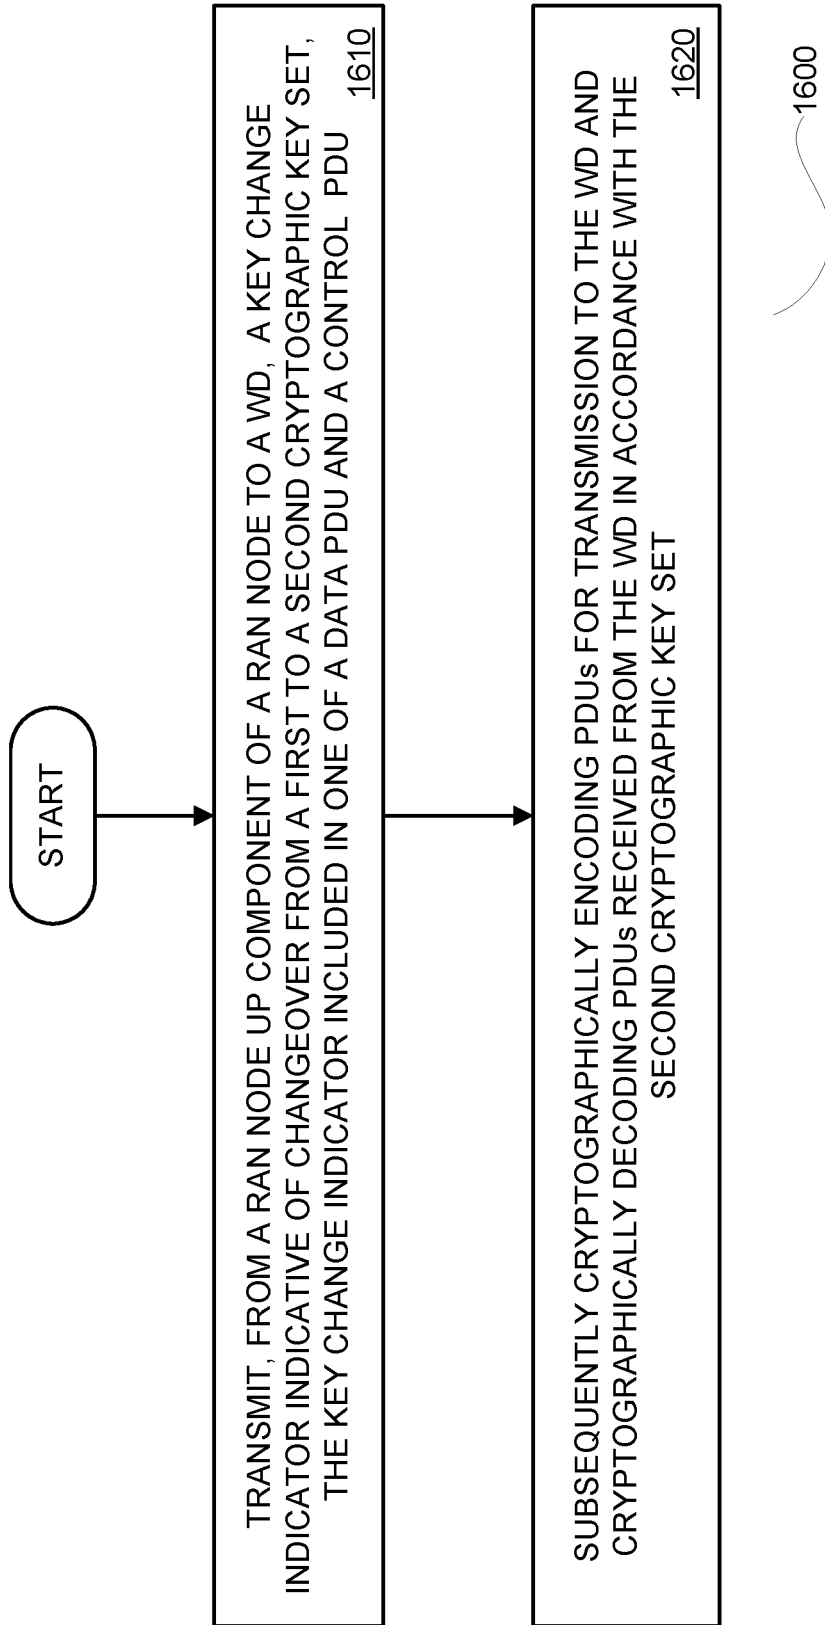 START
TRANSMIT, FROM A RAN NODE UP COMPONENT OF A RAN NODE TO A WD, A KEY CHANGE
INDICATOR INDICATIVE OF CHANGEOVER FROM A FIRST TO A SECOND CRYPTOGRAPHIC KEY SET,
THE KEY CHANGE INDICATOR INCLUDED IN ONE OF A DATA PDU AND A CONTROL PDU
1610
SUBSEQUENTLY CRYPTOGRAPHICALLY ENCODING PDUs FOR TRANSMISSION TO THE WD AND
CRYPTOGRAPHICALLY DECODING PDUs RECEIVED FROM THE WD IN ACCORDANCE WITH THE
SECOND CRYPTOGRAPHIC KEY SET
1620
1600